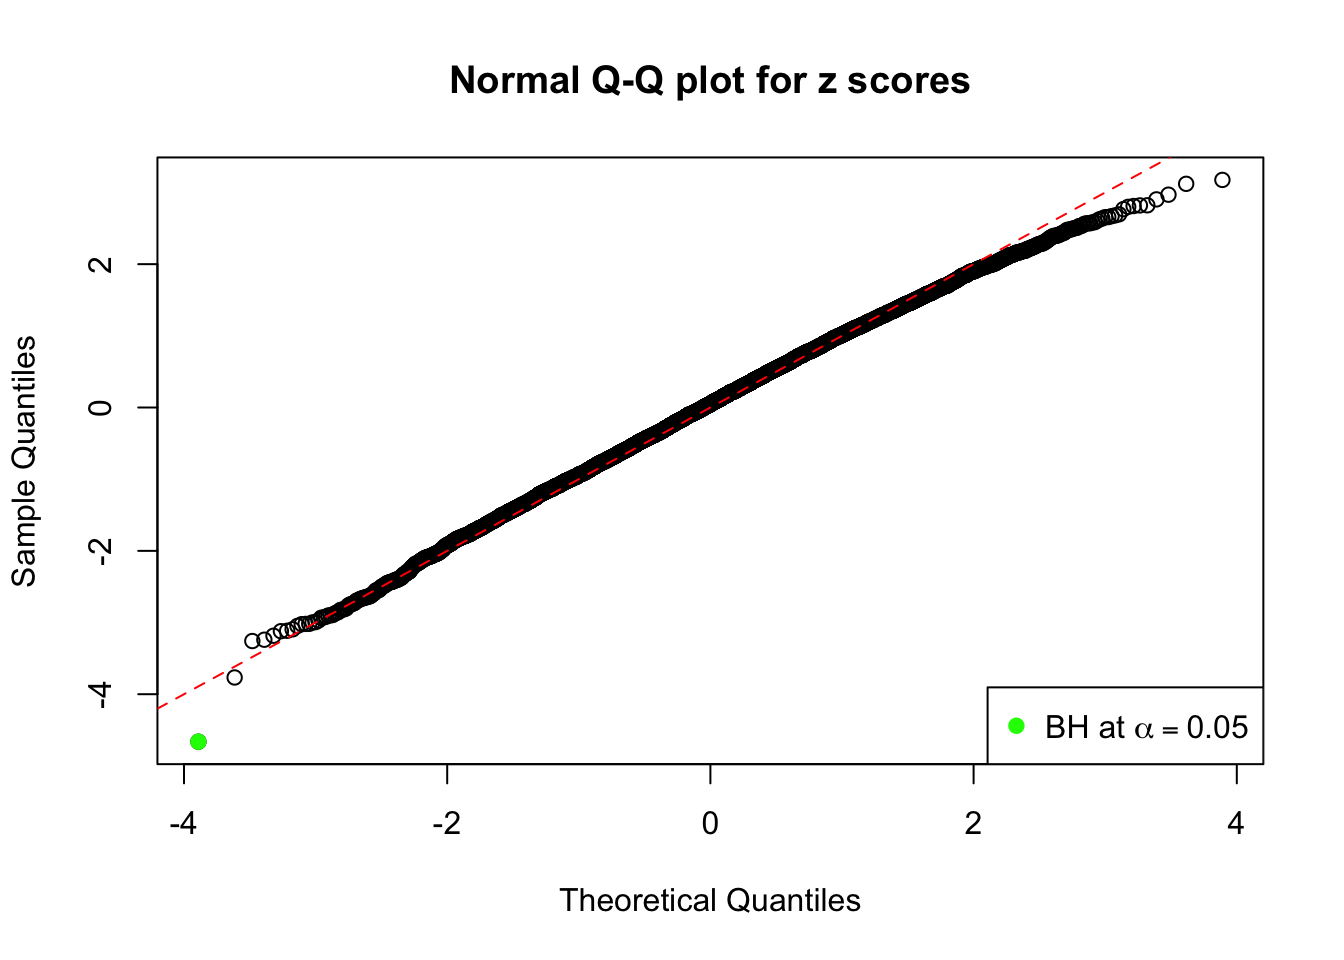 Normal Q-Q plot for z scores
Sample Quantiles
2
0
-2
-4
BH at α = 0.05
-4 -2 0 2 4
Theoretical Quantiles